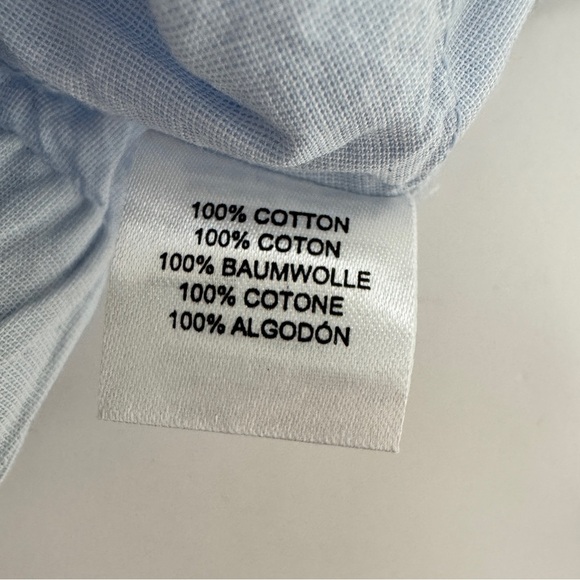 100% COTTON
100% COTON
100% BAUMWOLLE
100% COTONE
100% ALGODÓN